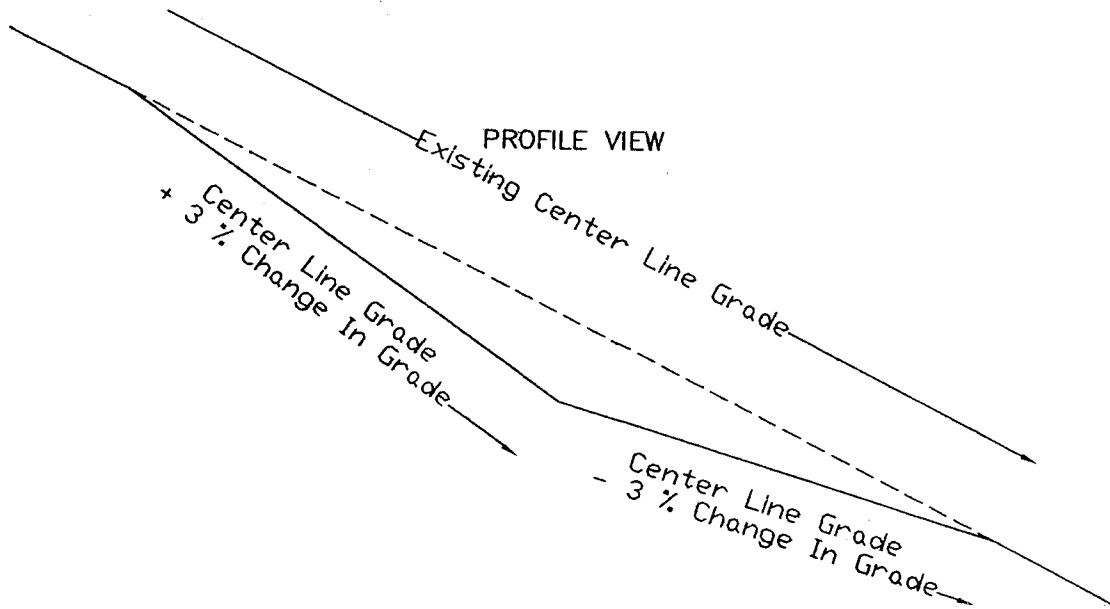 PROFILE VIEW
Existing Center Line Grade
Center Line Grade
+ 3 % Change In Grade
Center Line Grade
- 3 % Change In Grade